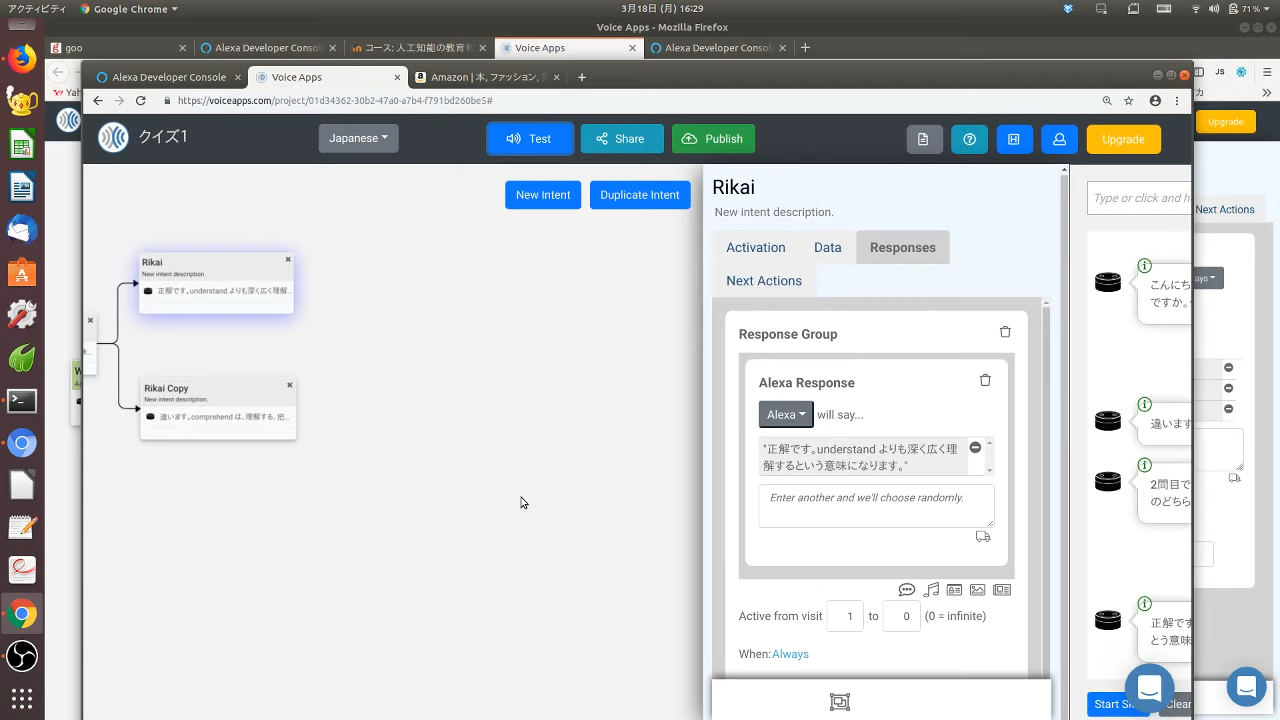 アクティビティ
Google Chrome
3月18日 (月) 16:29
71%
Voice Apps - Mozilla Firefox
goo
Alexa Developer Console
コース: 人工知能の教育利
Voice Apps
Alexa Developer Console
Alexa Developer Console
Voice Apps
Amazon | 本, ファッション,
https://voiceapps.com/project/01d34362-30b2-47a0-a7b4-f791bd260be5#
クイズ1
Japanese
Test
Share
Publish
Upgrade
Upgrade
New Intent
Duplicate Intent
Rikai
New intent description.
Activation
Data
Responses
Next Actions
Type or click and h
Next Actions
Rikai
New intent description.
正解です。understand よりも深く広く理解...
Rikai Copy
New intent description.
違います。comprehend は、理解する、把...
Response Group
Alexa Response
Alexa
will say...
"正解です。understand よりも深く広く理
解するという意味になります。"
Enter another and we'll choose randomly.
Active from visit
1
to
0
(0 = infinite)
When: Always
こんにち
ですか。
違います
2問目で
のどちら
正解です
とう意味